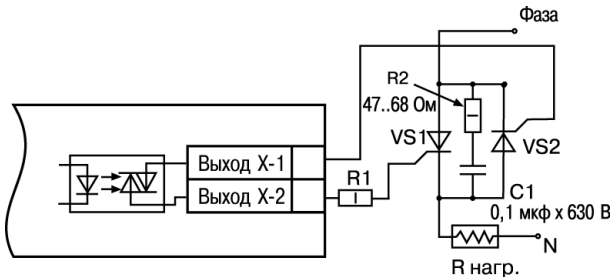 Фаза
R2
47..68 Ом
VS1
VS2
Выход Х-1
Выход Х-2
R1
C1
0,1 мкф х 630 В
N
R нагр.